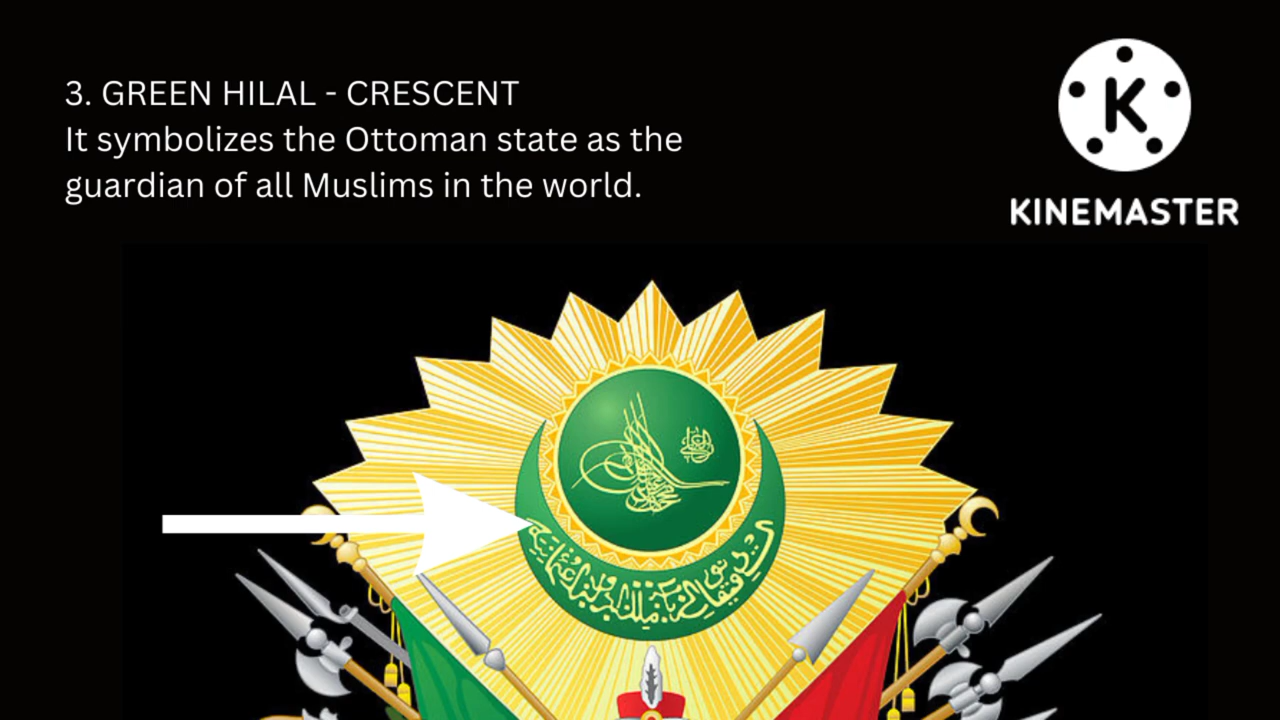 3. GREEN HILAL - CRESCENT
It symbolizes the Ottoman state as the
guardian of all Muslims in the world.
K
KINEMASTER